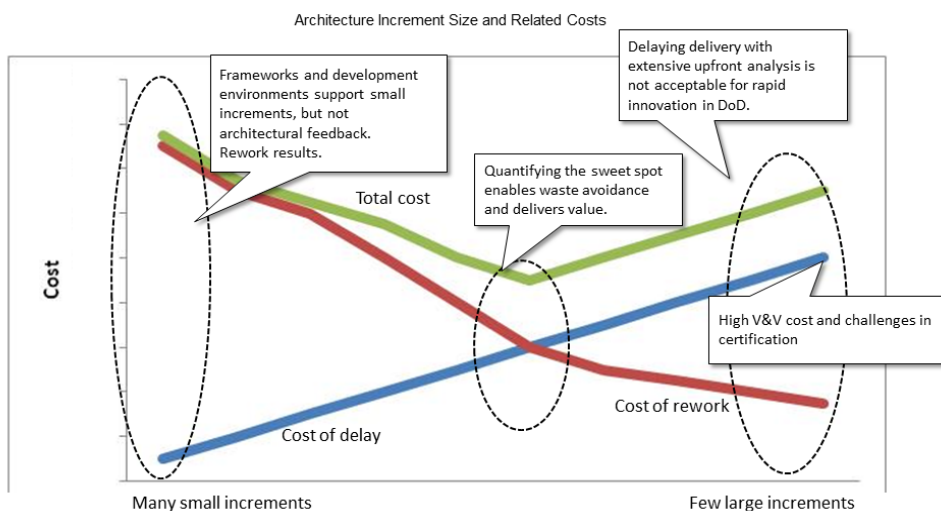 Architecture Increment Size and Related Costs
Frameworks and development
environments support small
increments, but not
architectural feedback.
Rework results.
Delaying delivery with
extensive upfront analysis is
not acceptable for rapid
innovation in DoD.
Quantifying the sweet spot
enables waste avoidance
and delivers value.
Total cost
Cost
High V&V cost and challenges in
certification
Cost of rework
Cost of delay
Many small increments
Few large increments